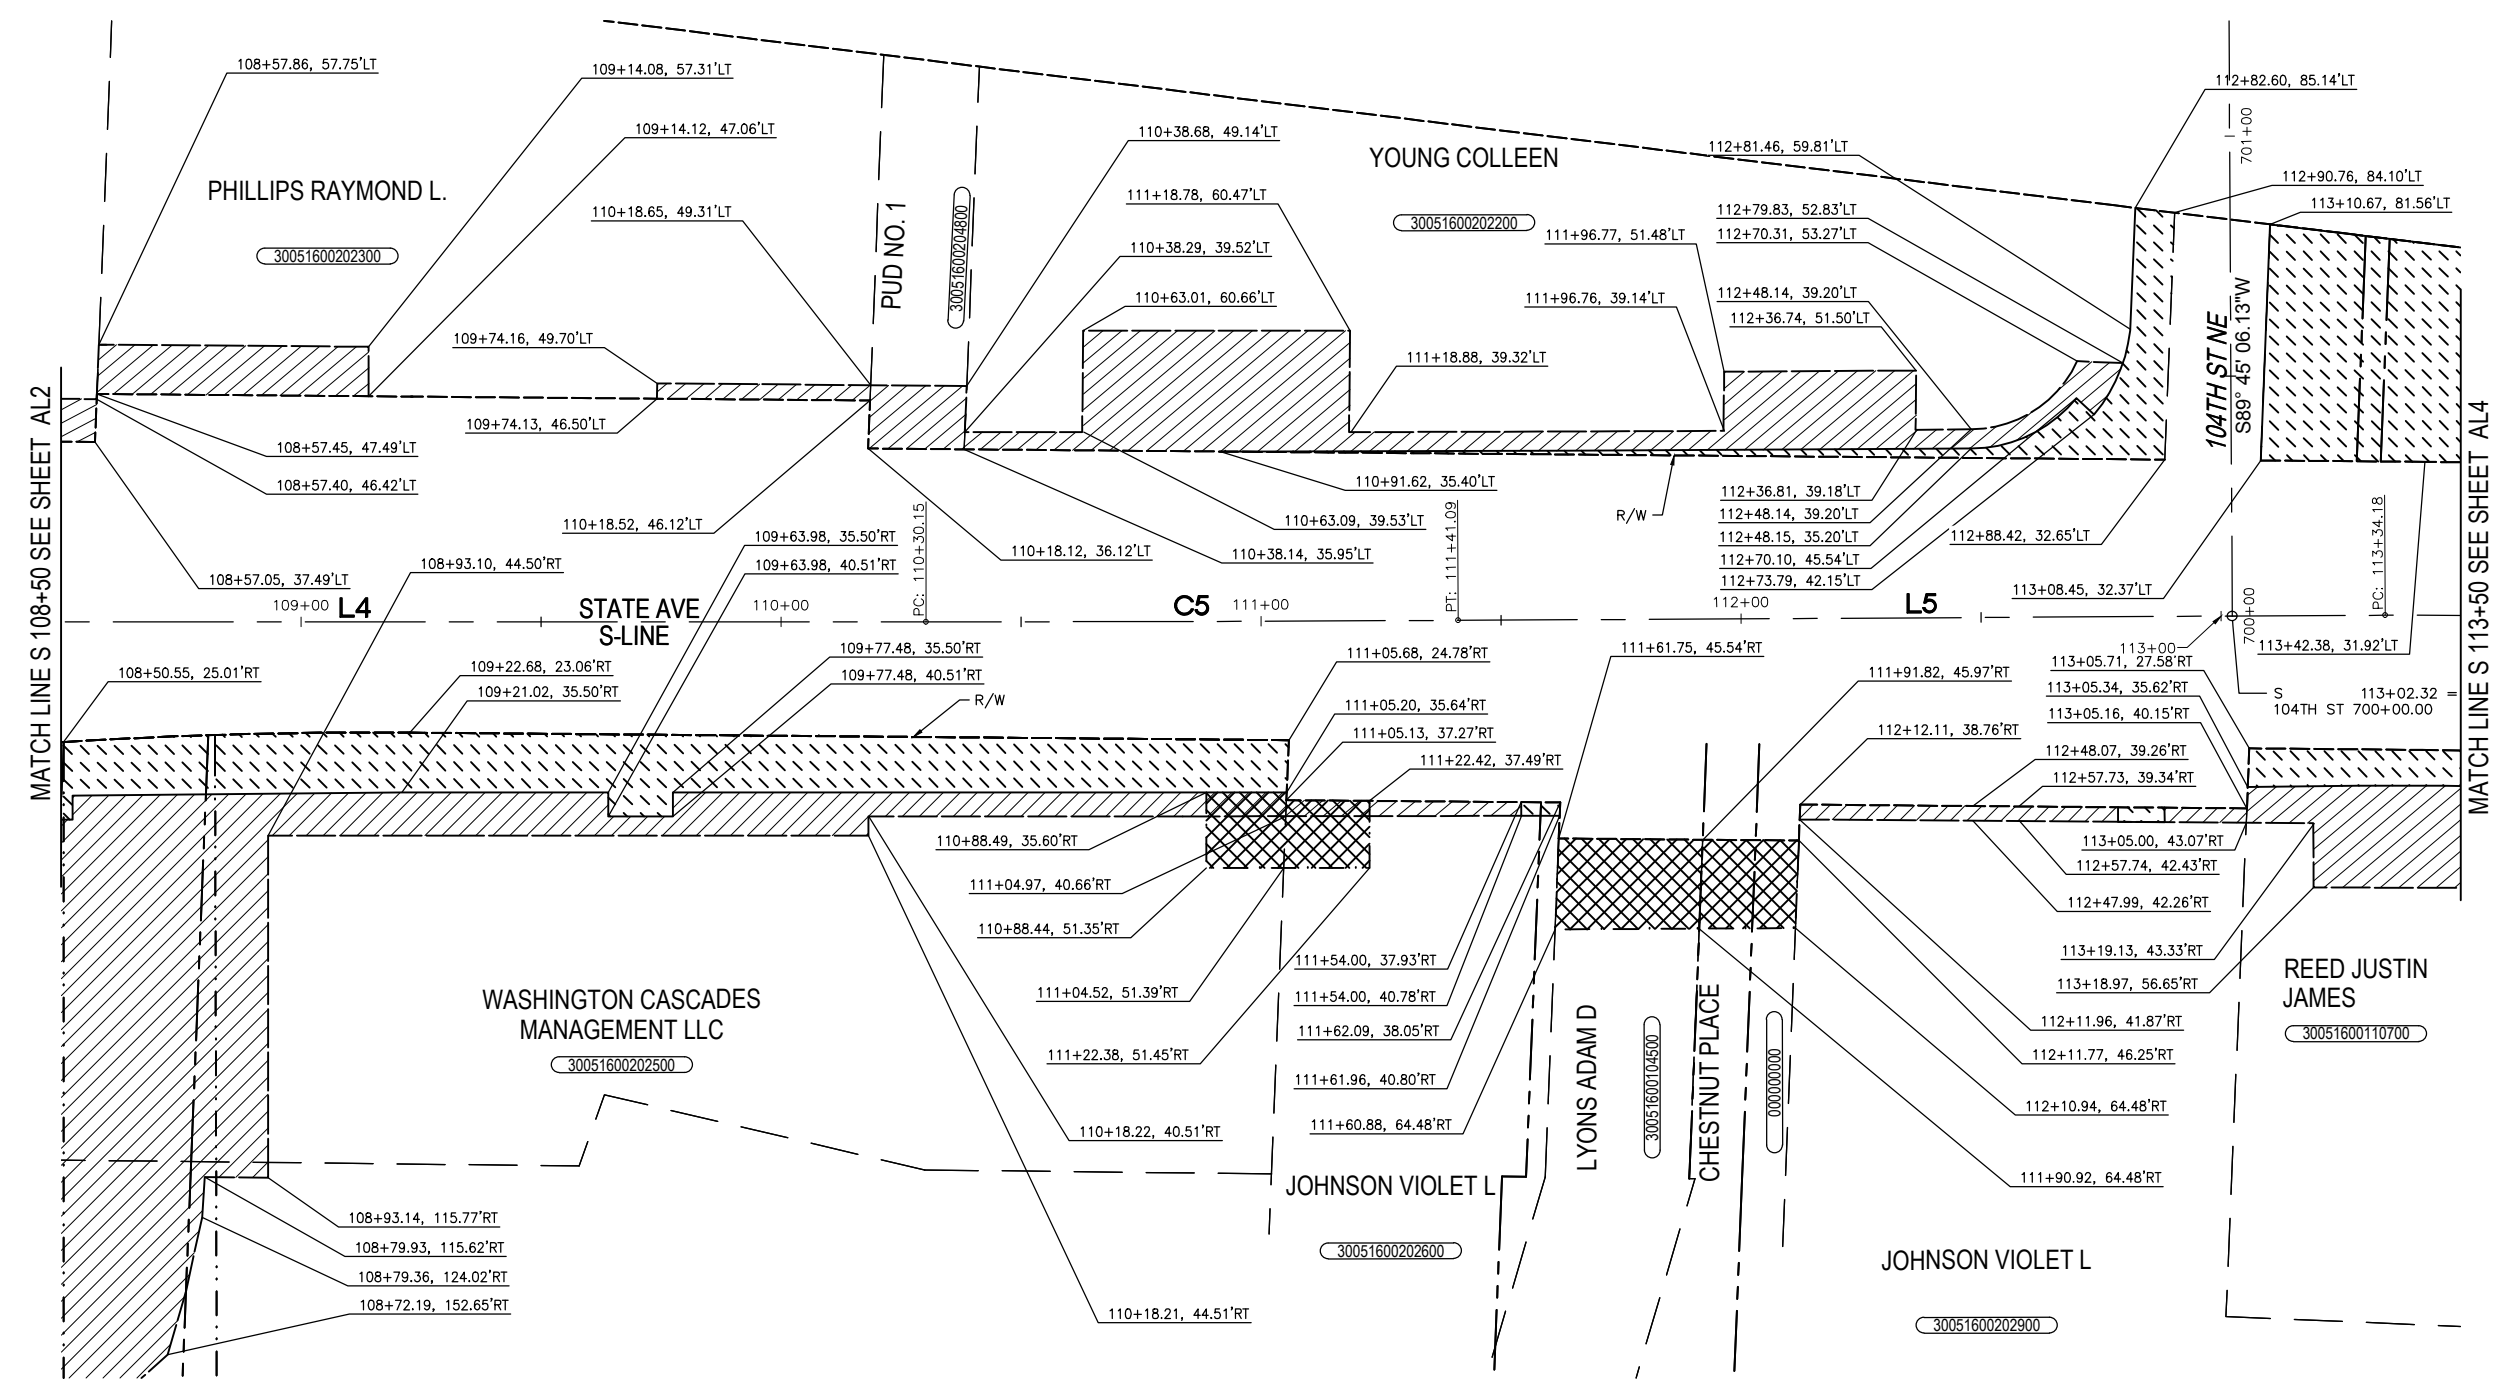 108+57.86, 57.75'LT
109+14.08, 57.31'LT
109+14.12, 47.06'LT
110+18.65, 49.31'LT
PHILLIPS RAYMOND L.
30051600202300
109+74.16, 49.70'LT
109+74.13, 46.50'LT
108+57.45, 47.49'LT
108+57.40, 46.42'LT
110+18.52, 46.12'LT
108+57.05, 37.49'LT
PUD NO. 1
30051600204800
110+38.68, 49.14'LT
111+18.78, 60.47'LT
110+38.29, 39.52'LT
110+63.01, 60.66'LT
YOUNG COLLEEN
30051600202200
111+96.77, 51.48'LT
111+96.76, 39.14'LT
111+18.88, 39.32'LT
112+81.46, 59.81'LT
112+79.83, 52.83'LT
112+70.31, 53.27'LT
112+48.14, 39.20'LT
112+36.74, 51.50'LT
112+82.60, 85.14'LT
701+00
112+90.76, 84.10'LT
113+10.67, 81.56'LT
104TH ST NE
S89° 45' 06.13"W
110+91.62, 35.40'LT
110+63.09, 39.53'LT
110+18.12, 36.12'LT
110+38.14, 35.95'LT
R/W
112+36.81, 39.18'LT
112+48.14, 39.20'LT
112+48.15, 35.20'LT
112+70.10, 45.54'LT
112+73.79, 42.15'LT
112+88.42, 32.65'LT
113+08.45, 32.37'LT
MATCH LINE S 108+50 SEE SHEET AL2
MATCH LINE S 113+50 SEE SHEET AL4
109+00
L4
STATE AVE
S-LINE
110+00
PC: 110+30.15
C5
111+00
PT: 111+41.09
112+00
L5
113+00
700+00
PC: 113+34.18
113+42.38, 31.92'LT
S 113+02.32 =
104TH ST 700+00.00
108+93.10, 44.50'RT
109+63.98, 35.50'RT
109+63.98, 40.51'RT
108+50.55, 25.01'RT
109+22.68, 23.06'RT
109+21.02, 35.50'RT
109+77.48, 35.50'RT
109+77.48, 40.51'RT
R/W
111+05.68, 24.78'RT
111+05.20, 35.64'RT
111+05.13, 37.27'RT
111+22.42, 37.49'RT
111+61.75, 45.54'RT
111+91.82, 45.97'RT
112+12.11, 38.76'RT
113+05.71, 27.58'RT
113+05.34, 35.62'RT
113+05.16, 40.15'RT
112+48.07, 39.26'RT
112+57.73, 39.34'RT
110+88.49, 35.60'RT
111+04.97, 40.66'RT
110+88.44, 51.35'RT
111+04.52, 51.39'RT
111+22.38, 51.45'RT
111+54.00, 37.93'RT
111+54.00, 40.78'RT
111+62.09, 38.05'RT
111+61.96, 40.80'RT
111+60.88, 64.48'RT
113+05.00, 43.07'RT
112+57.74, 42.43'RT
112+47.99, 42.26'RT
113+19.13, 43.33'RT
113+18.97, 56.65'RT
112+11.96, 41.87'RT
112+11.77, 46.25'RT
112+10.94, 64.48'RT
111+90.92, 64.48'RT
WASHINGTON CASCADES
MANAGEMENT LLC
30051600202500
110+18.22, 40.51'RT
110+18.21, 44.51'RT
108+93.14, 115.77'RT
108+79.93, 115.62'RT
108+79.36, 124.02'RT
108+72.19, 152.65'RT
JOHNSON VIOLET L
30051600202600
LYONS ADAM D
30051600104500
CHESTNUT PLACE
000000000
JOHNSON VIOLET L
30051600202900
REED JUSTIN
JAMES
30051600110700